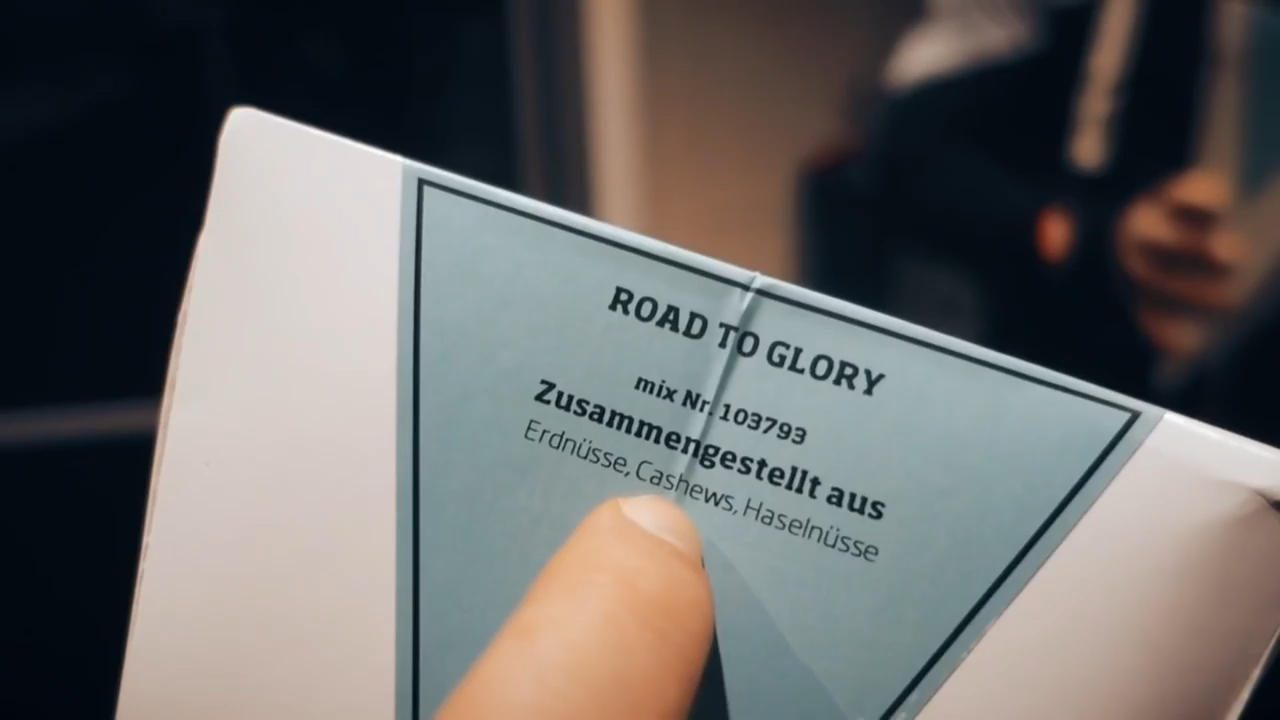 ROAD TO GLORY
mix Nr. 103793
Zusammengestellt aus
Erdnüsse, Cashews, Haselnüsse